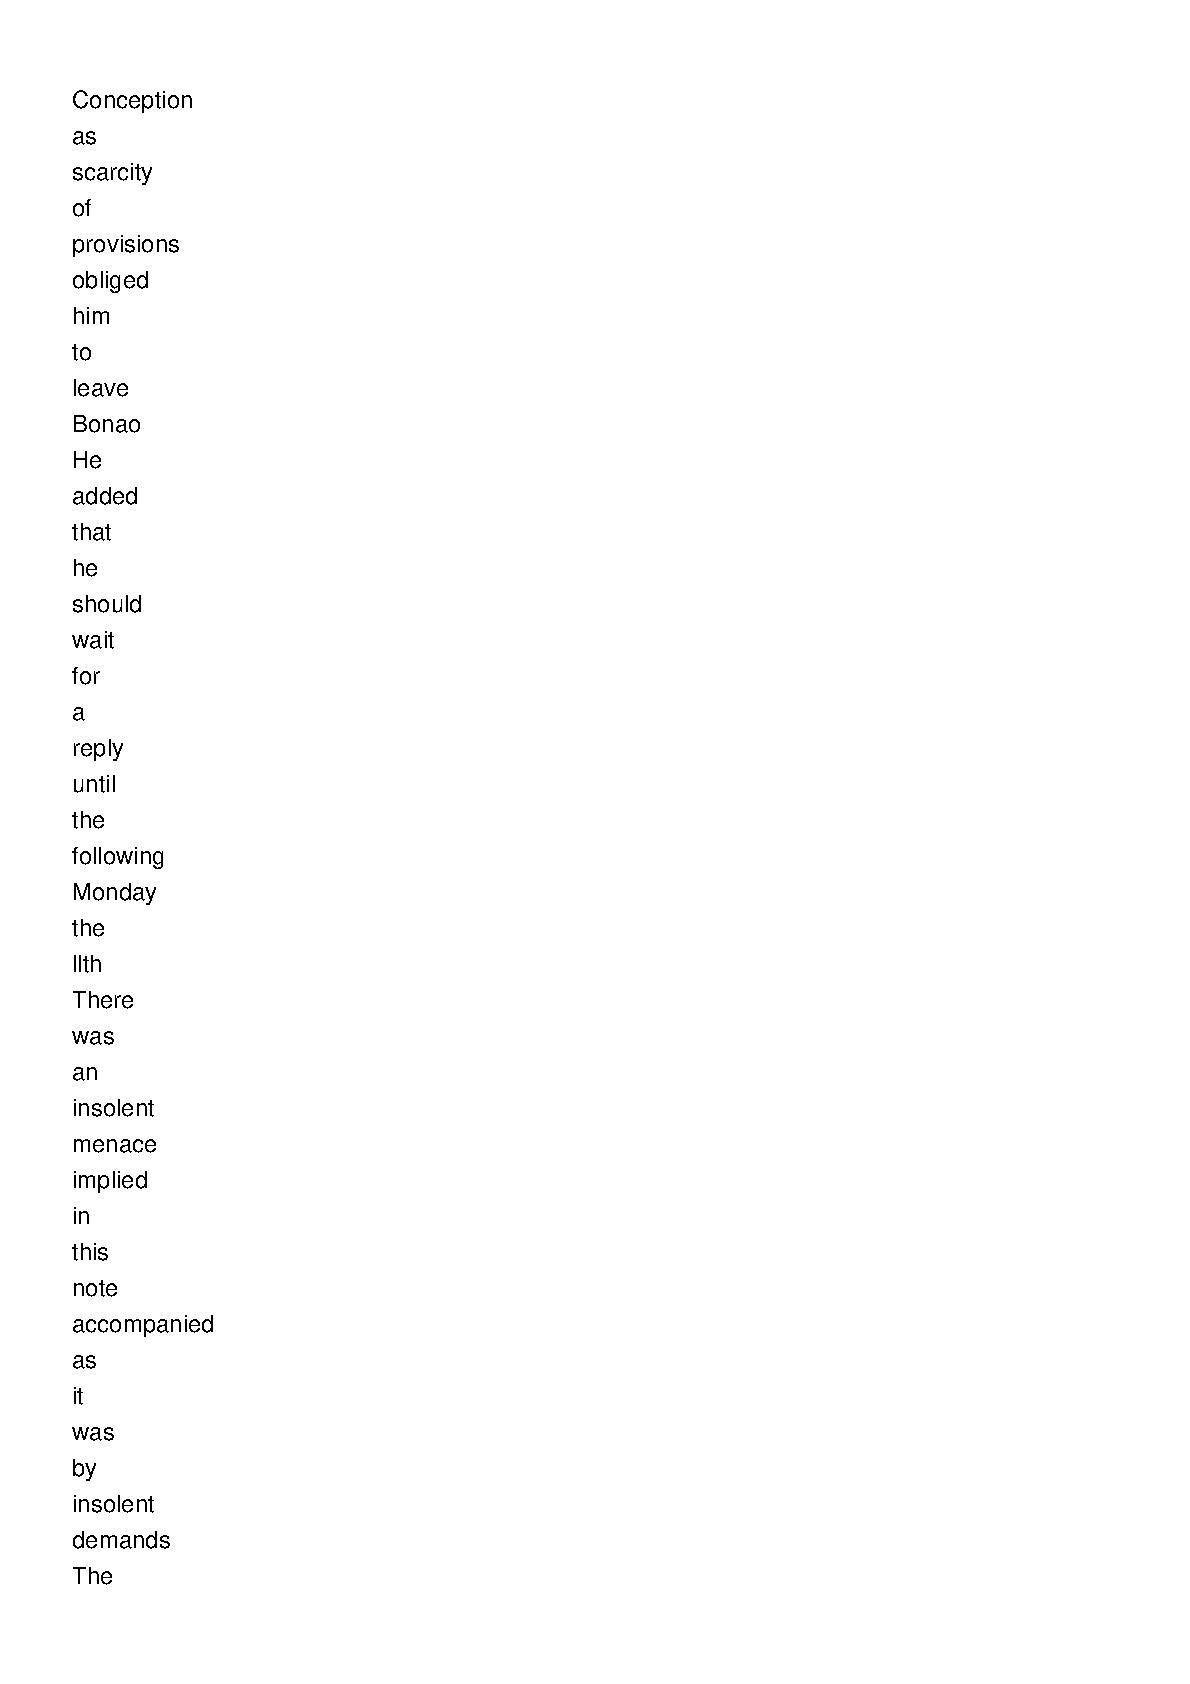 Conception
as
scarcity
of
provisions
obliged
him
to
leave
Bonao
He
added
that
he
should
wait
for
a
reply
until
the
following
Monday
the
llth
There
was
an
insolent
menace
implied
in
this
note
accompanied
as
it
was
by
insolent
demands
The